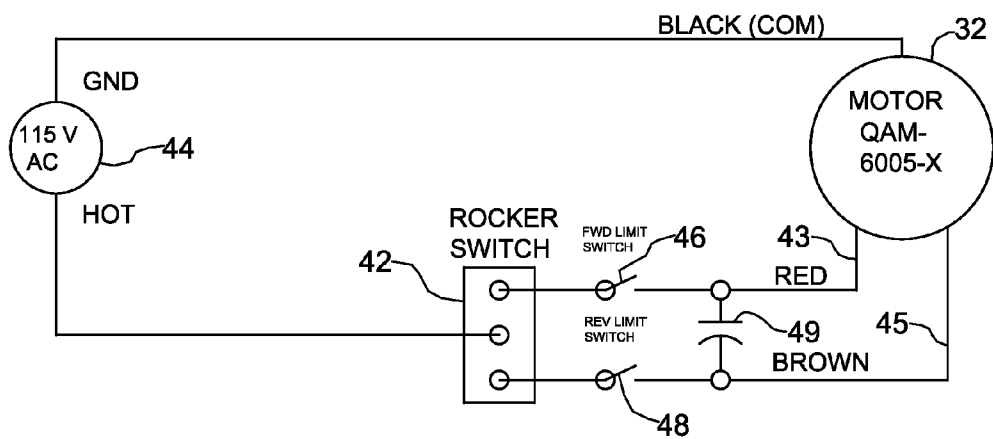 BLACK (COM)
32
GND
MOTOR
QAM-
6005-X
115 V
AC
44
HOT
ROCKER
SWITCH
FWD LIMIT
SWITCH
46
43
42
RED
REV LIMIT
SWITCH
49
45
BROWN
48